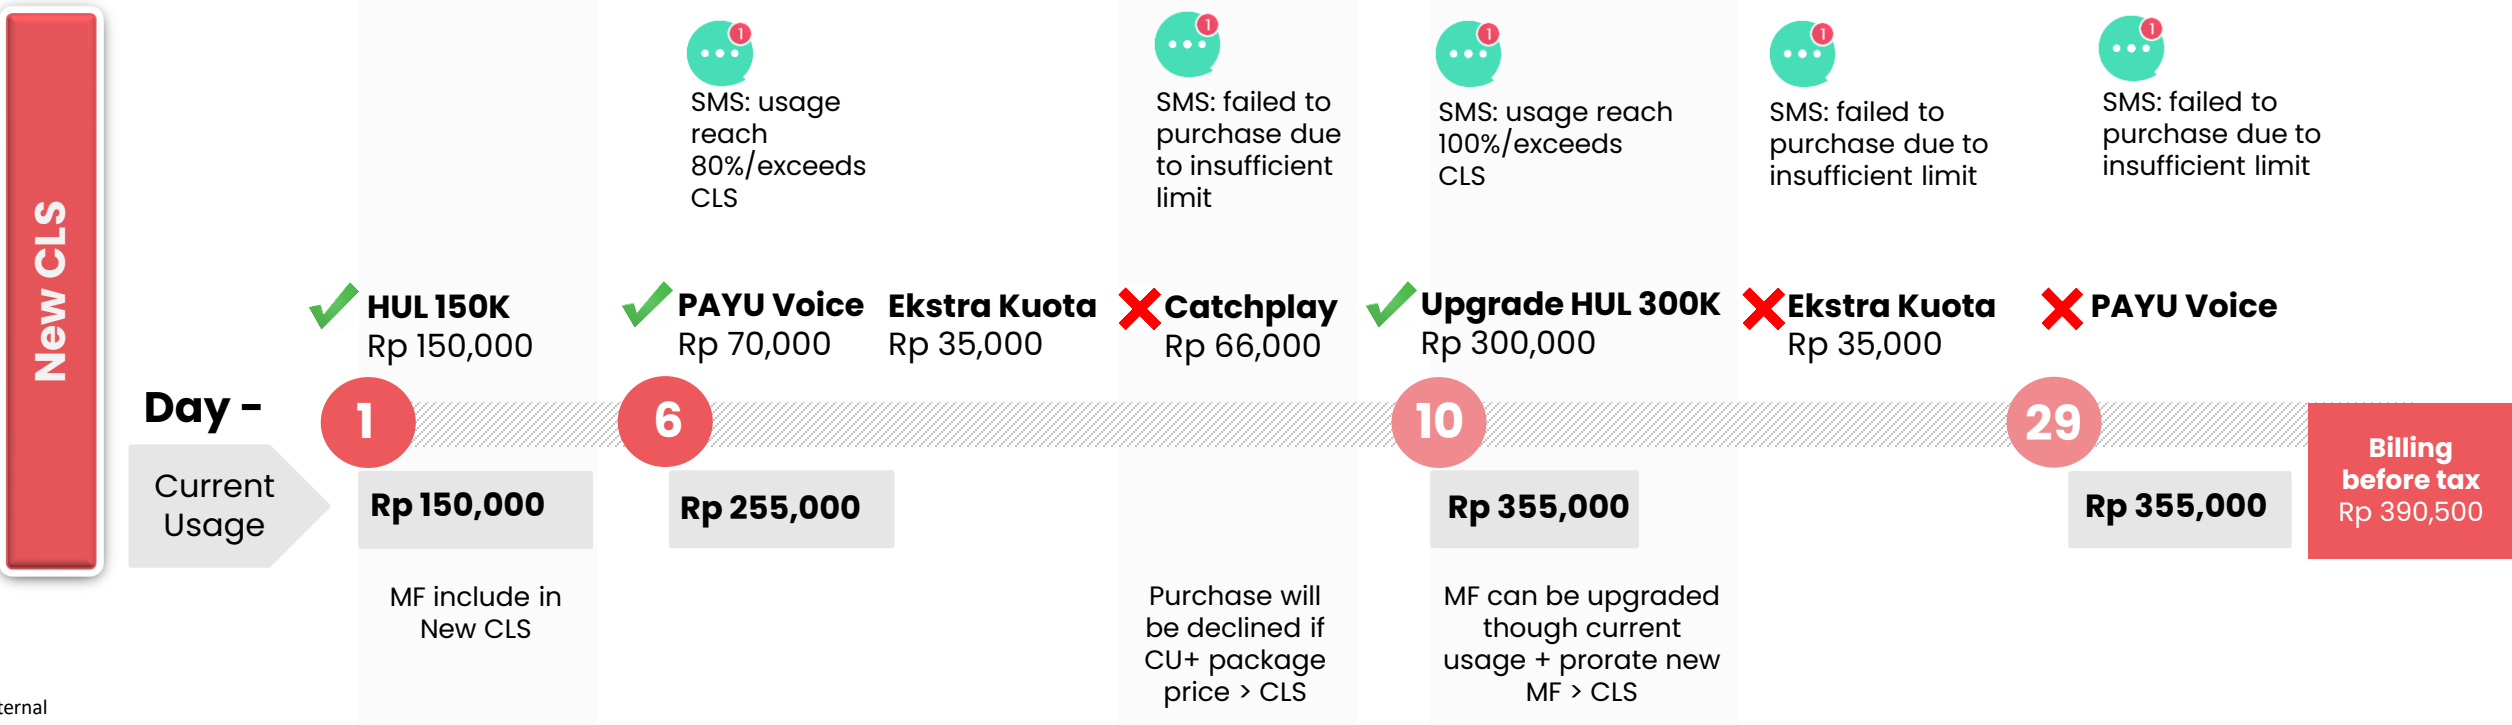 New CLS
1
SMS: usage
reach
80%/exceeds
CLS
1
SMS: failed to
purchase due
to insufficient
limit
1
SMS: usage reach
100%/exceeds
CLS
1
SMS: failed to
purchase due to
insufficient limit
1
SMS: failed to
purchase due to
insufficient limit
HUL 150K
Rp 150,000
PAYU Voice
Rp 70,000
Ekstra Kuota
Rp 35,000
Catchplay
Rp 66,000
Upgrade HUL 300K
Rp 300,000
Ekstra Kuota
Rp 35,000
PAYU Voice
Day -
1
6
10
29
Current
Usage
Rp 150,000
Rp 255,000
Rp 355,000
Rp 355,000
Billing
before tax
Rp 390,500
MF include in
New CLS
Purchase will
be declined if
CU+ package
price > CLS
MF can be upgraded
though current
usage + prorate new
MF > CLS
ternal